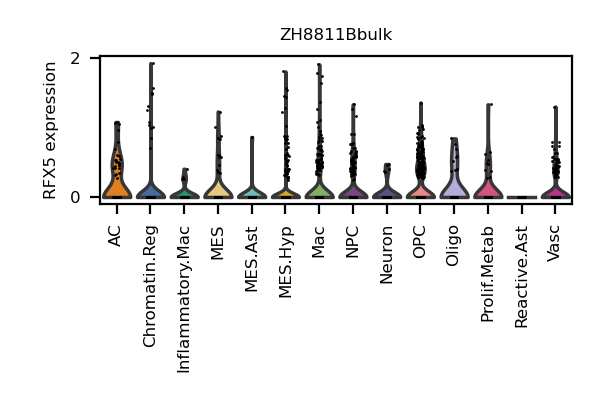 ZH8811Bbulk
RFX5 expression
2
0
AC
Chromatin.Reg
Inflammatory.Mac
MES
MES.Ast
MES.Hyp
Mac
NPC
Neuron
OPC
Oligo
Prolif.Metab
Reactive.Ast
Vasc